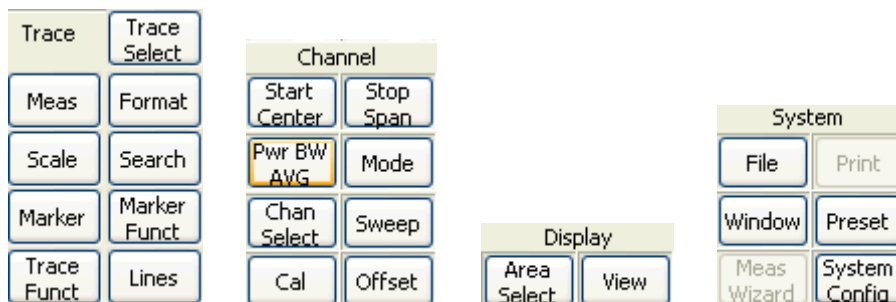 Trace
Trace
Select
Meas
Format
Scale
Search
Marker
Marker
Funct
Trace
Funct
Lines
Channel
Start
Center
Stop
Span
Pwr BW
AVG
Mode
Chan
Select
Sweep
Cal
Offset
Display
Area
Select
View
System
File
Print
Window
Preset
Meas
Wizard
System
Config